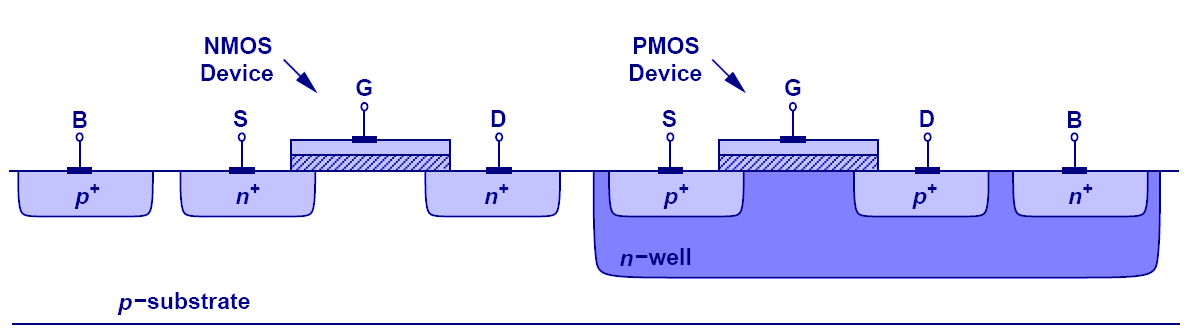 NMOS
Device
PMOS
Device
G
G
B
S
D
S
D
B
p+
n+
n+
p+
p+
n+
n−well
p−substrate